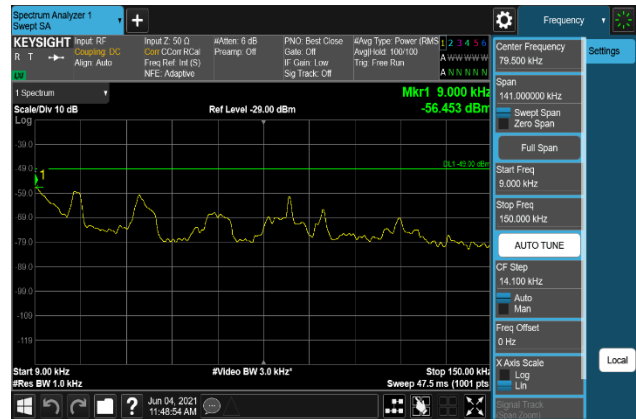 Spectrum Analyzer 1
Swept SA
Frequency
KEYSIGHT
R T
LW
Input: RF
Coupling: DC
Align: Auto
Input Z: 50 Ω
Corr CCorr RCal
Freq Ref: Int (S)
NFE: Adaptive
#Atten: 6 dB
Preamp: Off
PNO: Best Close
Gate: Off
IF Gain: Low
Sig Track: Off
#Avg Type: Power (RMS
Avg|Hold: 100/100
Trig: Free Run
1 2 3 4 5 6
A WW WW W
A N N N N N
1 Spectrum
Scale/Div 10 dB
Ref Level -29.00 dBm
Mkr1 9.000 kHz
-56.453 dBm
Log
-39.0
-49.0
-59.0
-69.0
-79.0
-89.0
-99.0
-109
-119
1
DL1 -49.00 dBm
Start 9.00 kHz
#Res BW 1.0 kHz
#Video BW 3.0 kHz*
Stop 150.00 kHz
Sweep 47.5 ms (1001 pts
Jun 04, 2021
11:48:54 AM
Center Frequency
79.500 kHz
Settings
Span
141.000000 kHz
Swept Span
Zero Span
Full Span
Start Freq
9.000 kHz
Stop Freq
150.000 kHz
AUTO TUNE
CF Step
14.100 kHz
Auto
Man
Freq Offset
0 Hz
X Axis Scale
Log
Lin
Local
Signal Track
(Span Zoom)